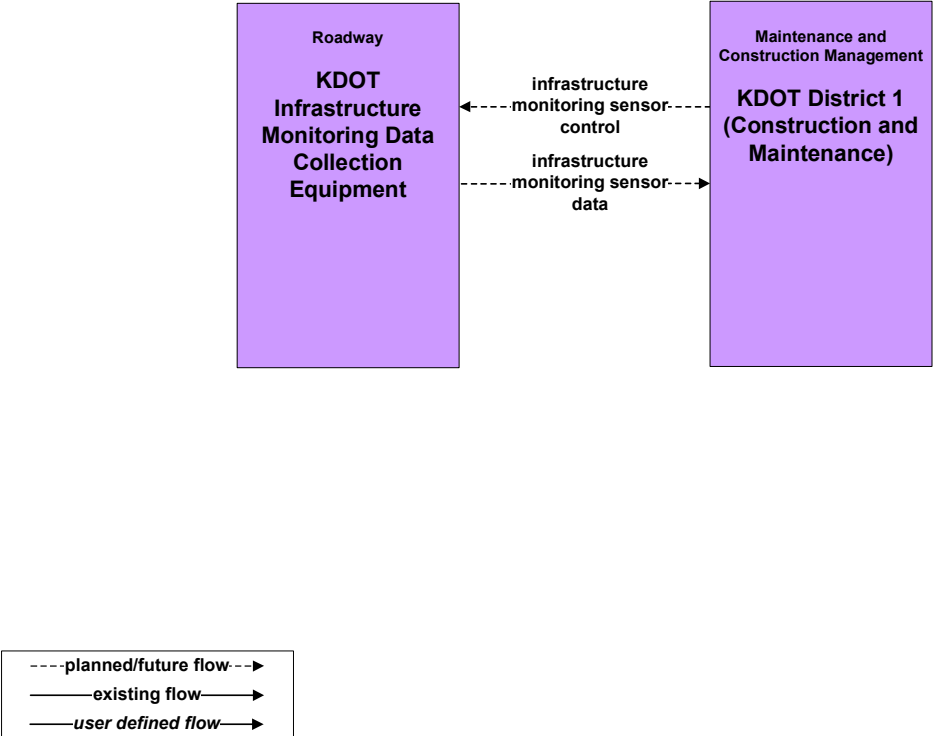 Roadway
KDOT
Infrastructure
Monitoring Data
Collection
Equipment
infrastructure
monitoring sensor
control
infrastructure
monitoring sensor
data
Maintenance and
Construction Management
KDOT District 1
(Construction and
Maintenance)
planned/future flow
existing flow
user defined flow